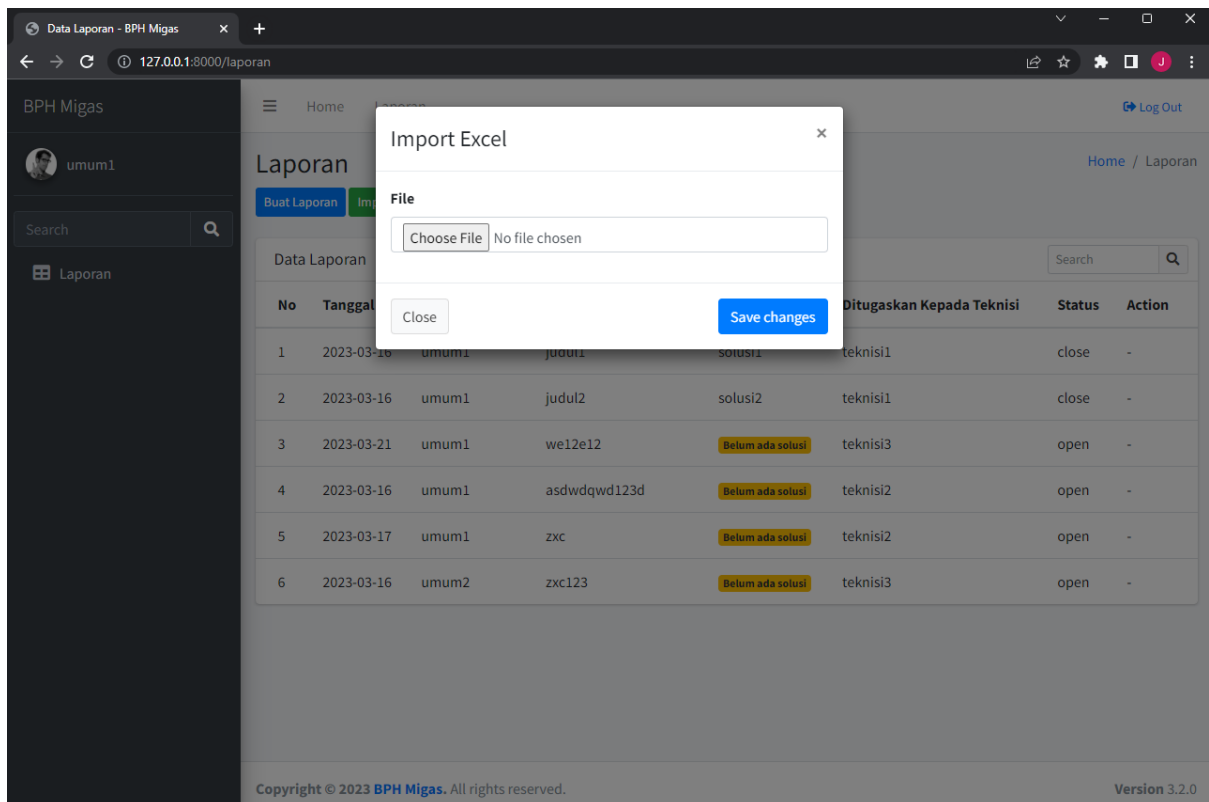 Data Laporan - BPH Migas
127.0.0.1:8000/laporan
J
BPH Migas
Home Laporan
Log Out
umum1
Search
Laporan
Laporan
Home / Laporan
Buat Laporan
Import Excel
×
File
Choose File No file chosen
Close
Save changes
Data Laporan
Search
No Tanggal Ditugaskan Kepada Teknisi Status Action
1 2023-03-16 umum1 judul1 solusi1 teknisi1 close -
2 2023-03-16 umum1 judul2 solusi2 teknisi1 close -
3 2023-03-21 umum1 we12e12 Belum ada solusi teknisi3 open -
4 2023-03-16 umum1 asdwdqwd123d Belum ada solusi teknisi2 open -
5 2023-03-17 umum1 zxc Belum ada solusi teknisi2 open -
6 2023-03-16 umum2 zxc123 Belum ada solusi teknisi3 open -
Copyright © 2023 BPH Migas. All rights reserved.
Version 3.2.0